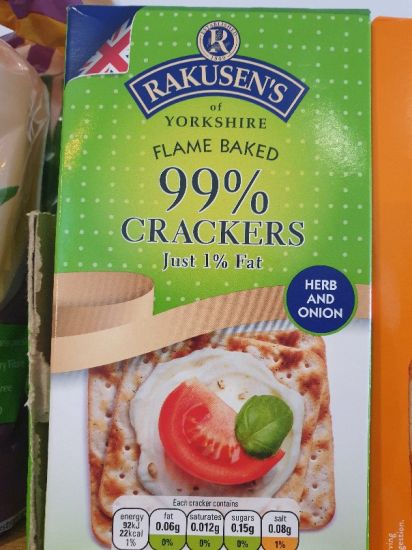 ESTABLISHED
R
RAKUSEN'S
of
YORKSHIRE
FLAME BAKED
99%
CRACKERS
Just 1% Fat
HERB
AND
ONION
Each cracker contains
energy fat saturates sugars salt
92kJ 0.06g 0.012g 0.15g 0.08g
22kcal
1% 0% 0% 0% 1%